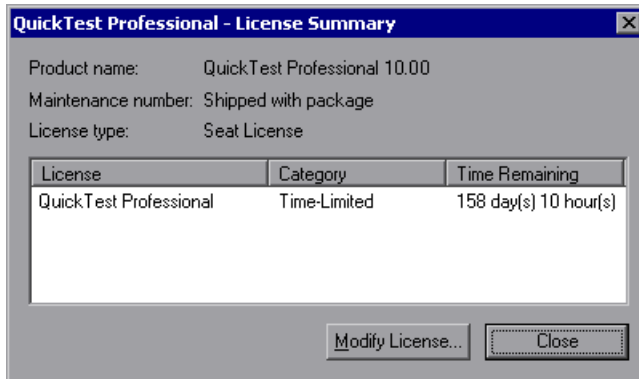 QuickTest Professional - License Summary
Product name: QuickTest Professional 10.00
Maintenance number: Shipped with package
License type: Seat License
License Category Time Remaining
QuickTest Professional Time-Limited 158 day(s) 10 hour(s)
Modify License... Close